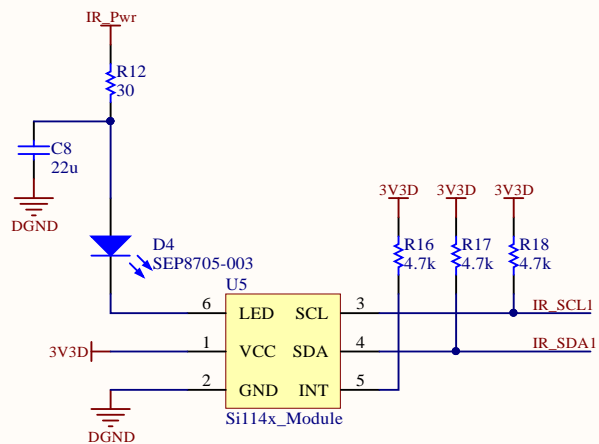 IR_Pwr
R12
30
C8
22u
DGND
3V3D 3V3D 3V3D
D4
SEP8705-003
R16 R17 R18
4.7k 4.7k 4.7k
U5
6 LED SCL 3 IR_SCL1
3V3D 1 VCC SDA 4 IR_SDA1
2 GND INT 5
Si114x_Module
DGND